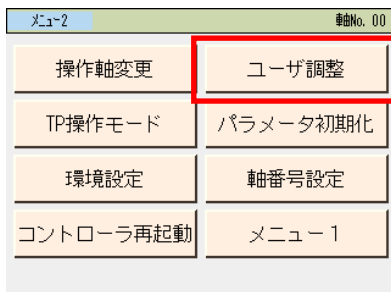 メニュー2 軸No. 00
操作軸変更 ユーザ調整
TP操作モード パラメータ初期化
環境設定 軸番号設定
コントローラ再起動 メニュー1